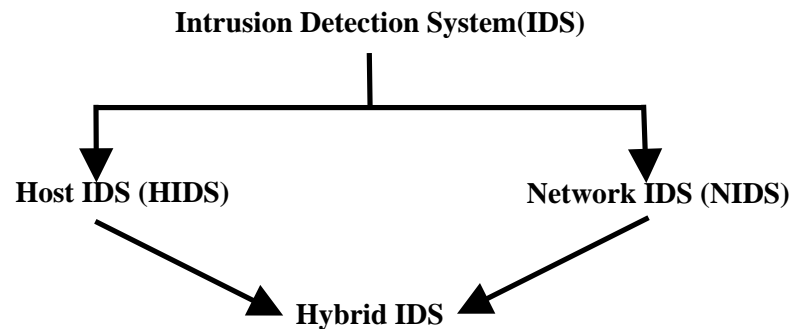 Intrusion Detection System(IDS)
Host IDS (HIDS)
Network IDS (NIDS)
Hybrid IDS